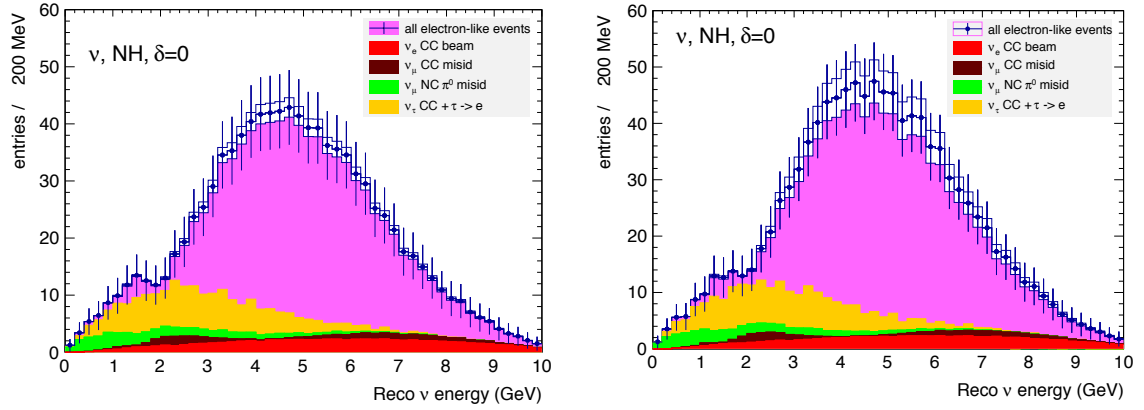 ν, NH, δ=0
all electron-like events
νe CC beam
νμ CC misid
νμ NC π⁰ misid
ντ CC + τ -> e
entries / 200 MeV
60
50
40
30
20
10
0
0 1 2 3 4 5 6 7 8 9 10
Reco ν energy (GeV)
ν, NH, δ=0
all electron-like events
νe CC beam
νμ CC misid
νμ NC π⁰ misid
ντ CC + τ -> e
entries / 200 MeV
60
50
40
30
20
10
0
0 1 2 3 4 5 6 7 8 9 10
Reco ν energy (GeV)